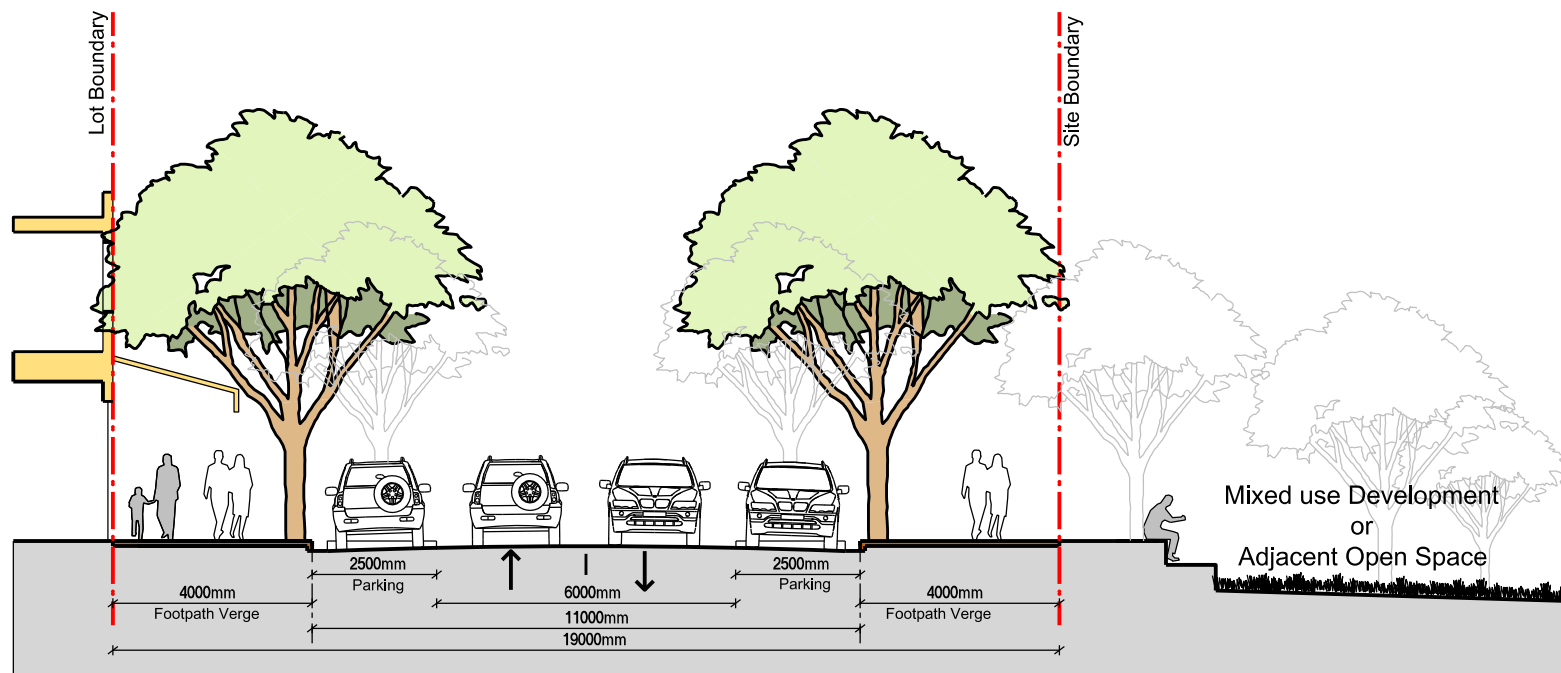 Lot Boundary
Site Boundary
Mixed use Development
or
Adjacent Open Space
2500mm
Parking
2500mm
Parking
4000mm
Footpath Verge
6000mm
4000mm
Footpath Verge
11000mm
19000mm